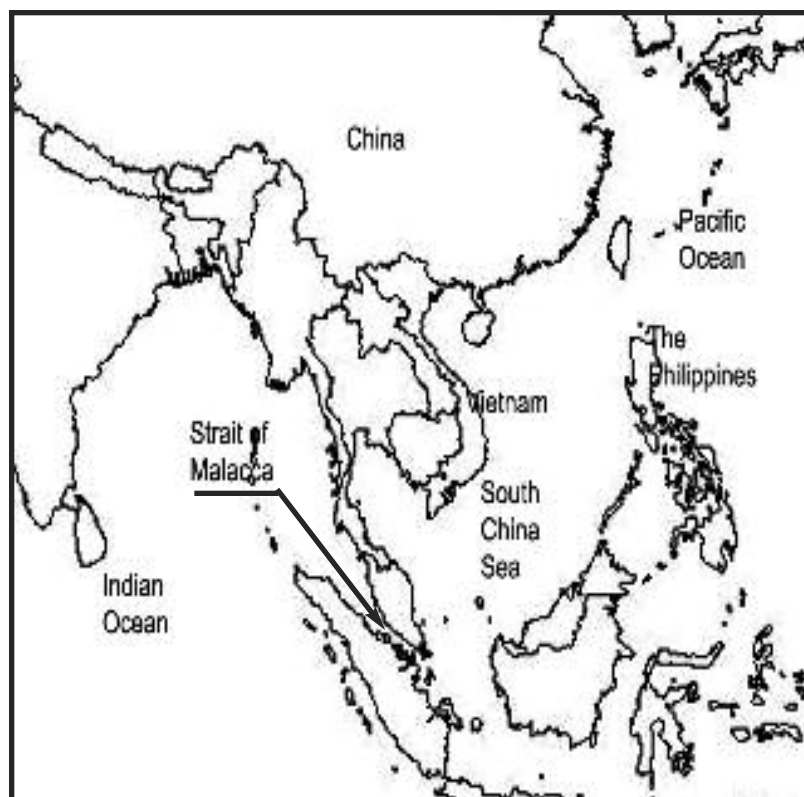 China
Pacific
Ocean
The
Philippines
Vietnam
Strait of
Malacca
South
China
Sea
Indian
Ocean